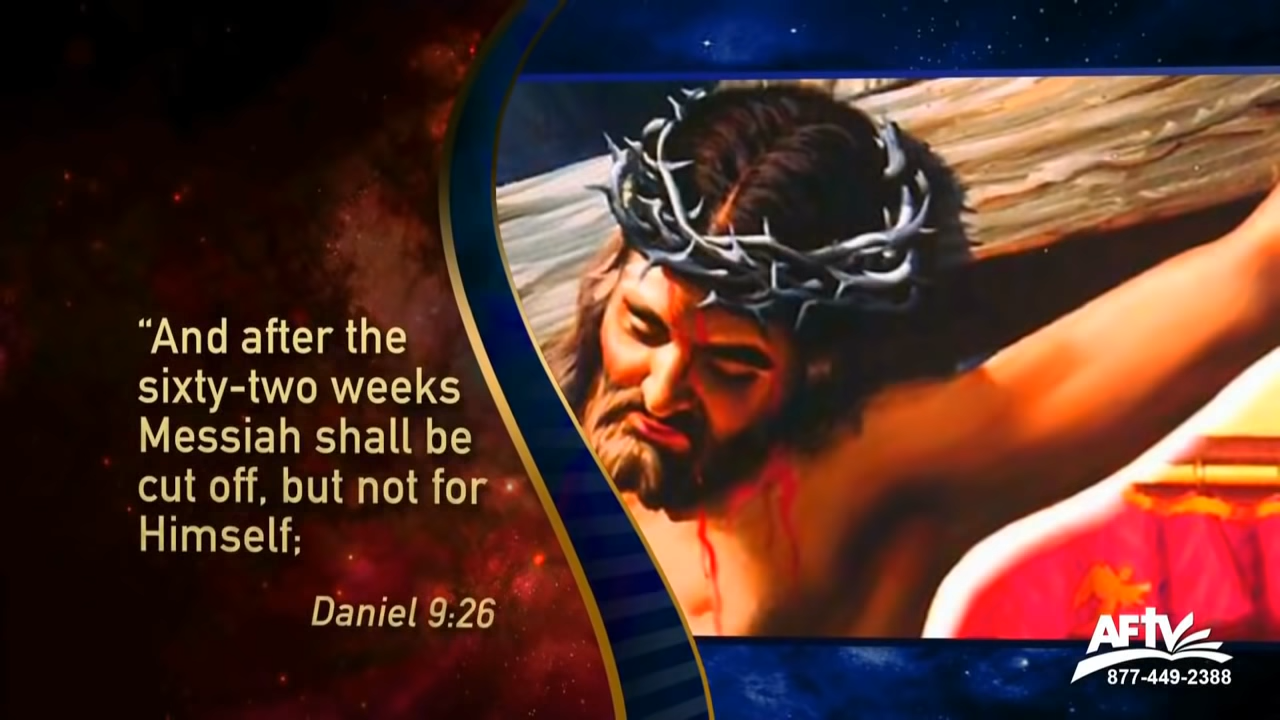 “And after the
sixty-two weeks
Messiah shall be
cut off, but not for
Himself;
Daniel 9:26
AFTV
877-449-2388